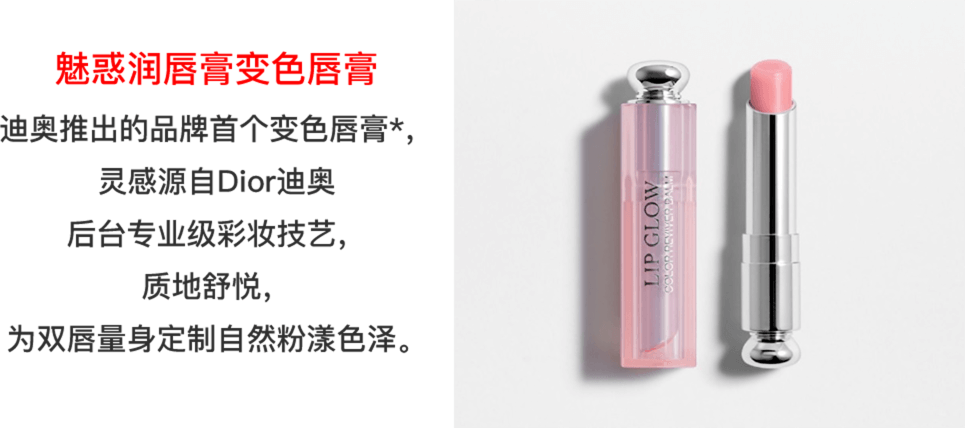 魅惑润唇膏变色唇膏
迪奥推出的品牌首个变色唇膏*，
灵感源自Dior迪奥
后台专业级彩妆技艺，
质地舒悦，
为双唇量身定制自然粉漾色泽。
LIP GLOW
COLOR REVIVER BALM